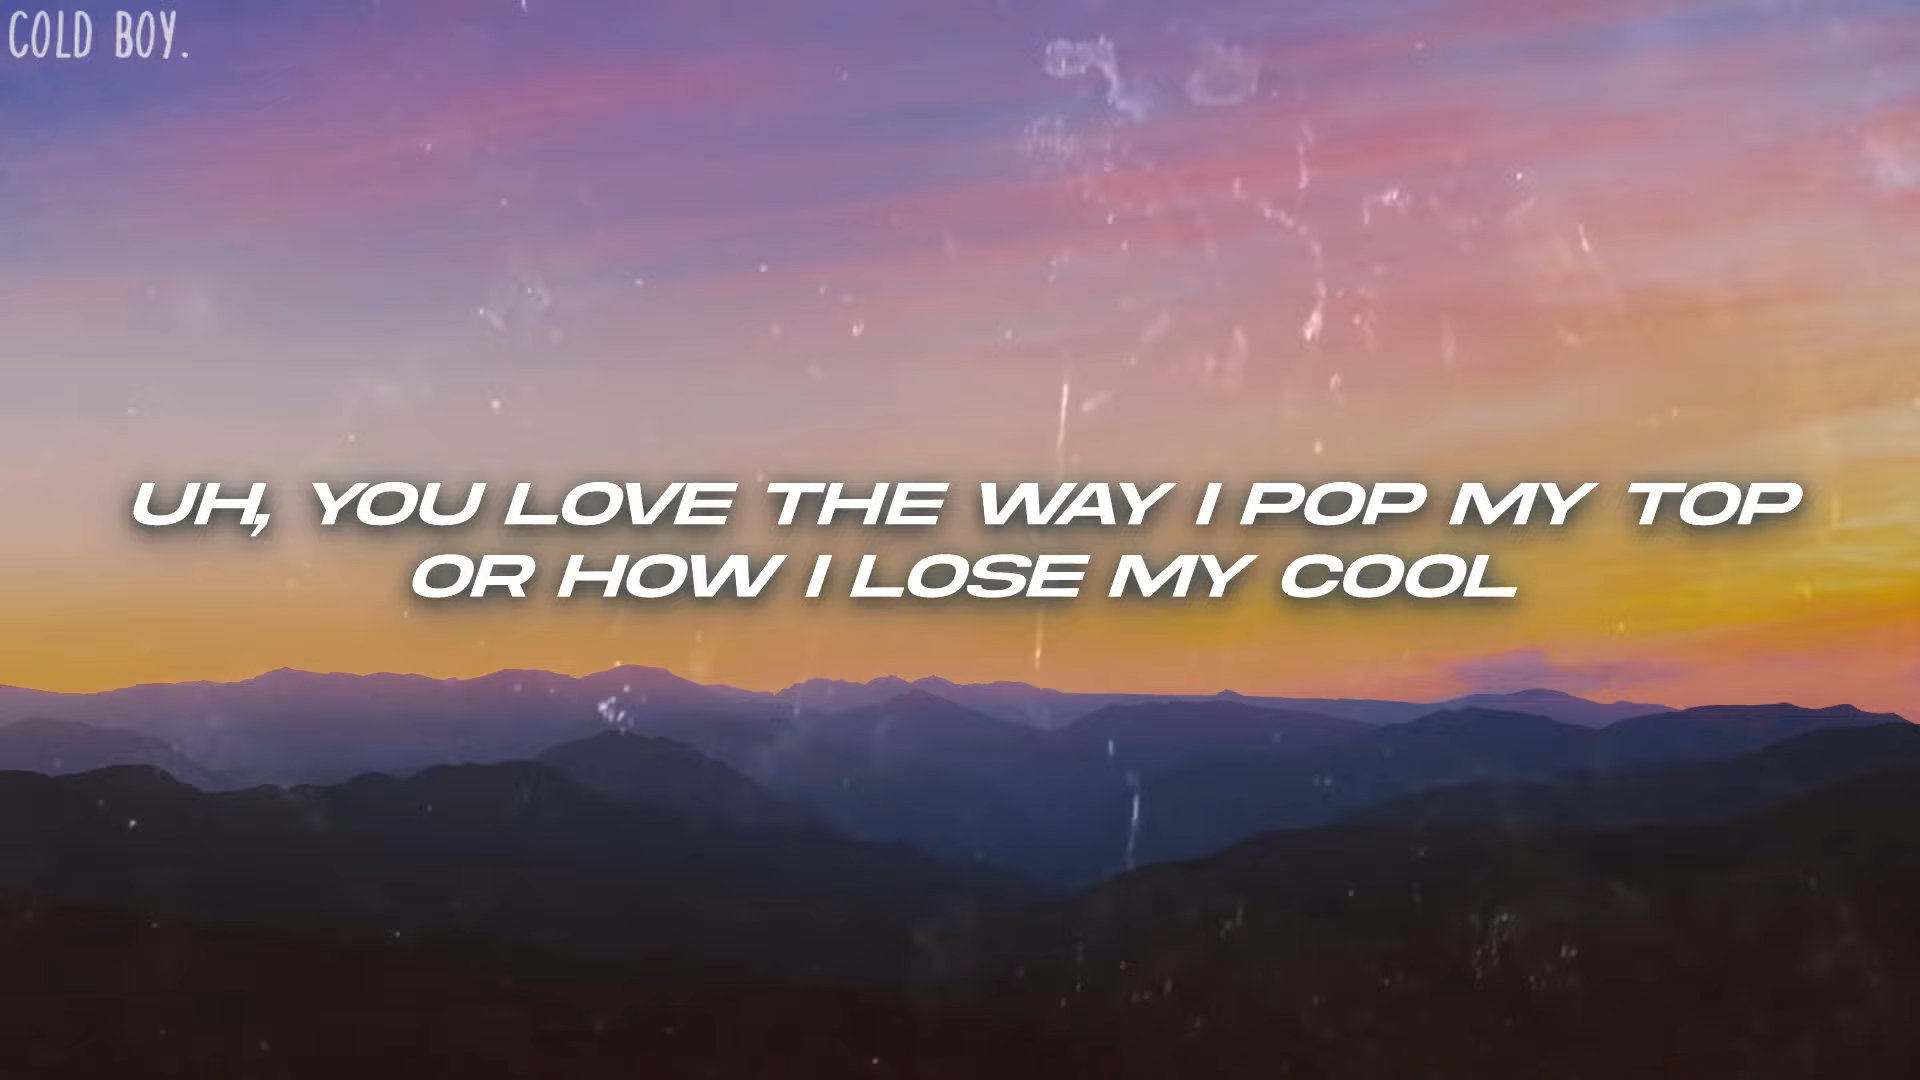 COLD BOY.
UH, YOU LOVE THE WAY I POP MY TOP
OR HOW I LOSE MY COOL